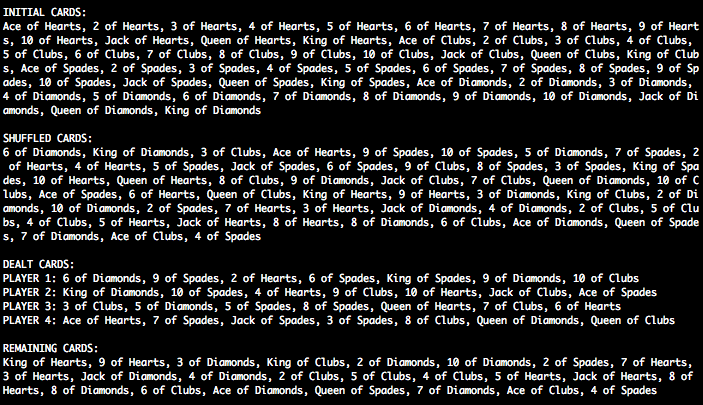 INITIAL CARDS:
Ace of Hearts, 2 of Hearts, 3 of Hearts, 4 of Hearts, 5 of Hearts, 6 of Hearts, 7 of Hearts, 8 of Hearts, 9 of Heart
s, 10 of Hearts, Jack of Hearts, Queen of Hearts, King of Hearts, Ace of Clubs, 2 of Clubs, 3 of Clubs, 4 of Clubs,
5 of Clubs, 6 of Clubs, 7 of Clubs, 8 of Clubs, 9 of Clubs, 10 of Clubs, Jack of Clubs, Queen of Clubs, King of Club
s, Ace of Spades, 2 of Spades, 3 of Spades, 4 of Spades, 5 of Spades, 6 of Spades, 7 of Spades, 8 of Spades, 9 of Sp
ades, 10 of Spades, Jack of Spades, Queen of Spades, King of Spades, Ace of Diamonds, 2 of Diamonds, 3 of Diamonds,
4 of Diamonds, 5 of Diamonds, 6 of Diamonds, 7 of Diamonds, 8 of Diamonds, 9 of Diamonds, 10 of Diamonds, Jack of Di
amonds, Queen of Diamonds, King of Diamonds
SHUFFLED CARDS:
6 of Diamonds, King of Diamonds, 3 of Clubs, Ace of Hearts, 9 of Spades, 10 of Spades, 5 of Diamonds, 7 of Spades, 2
of Hearts, 4 of Hearts, 5 of Spades, Jack of Spades, 6 of Spades, 9 of Clubs, 8 of Spades, 3 of Spades, King of Spa
des, 10 of Hearts, Queen of Hearts, 8 of Clubs, 9 of Diamonds, Jack of Clubs, 7 of Clubs, Queen of Diamonds, 10 of C
lubs, Ace of Spades, 6 of Hearts, Queen of Clubs, King of Hearts, 9 of Hearts, 3 of Diamonds, King of Clubs, 2 of Di
amonds, 10 of Diamonds, 2 of Spades, 7 of Hearts, 3 of Hearts, Jack of Diamonds, 4 of Diamonds, 2 of Clubs, 5 of Clu
bs, 4 of Clubs, 5 of Hearts, Jack of Hearts, 8 of Hearts, 8 of Diamonds, 6 of Clubs, Ace of Diamonds, Queen of Spade
s, 7 of Diamonds, Ace of Clubs, 4 of Spades
DEALT CARDS:
PLAYER 1: 6 of Diamonds, 9 of Spades, 2 of Hearts, 6 of Spades, King of Spades, 9 of Diamonds, 10 of Clubs
PLAYER 2: King of Diamonds, 10 of Spades, 4 of Hearts, 9 of Clubs, 10 of Hearts, Jack of Clubs, Ace of Spades
PLAYER 3: 3 of Clubs, 5 of Diamonds, 5 of Spades, 8 of Spades, Queen of Hearts, 7 of Clubs, 6 of Hearts
PLAYER 4: Ace of Hearts, 7 of Spades, Jack of Spades, 3 of Spades, 8 of Clubs, Queen of Diamonds, Queen of Clubs
REMAINING CARDS:
King of Hearts, 9 of Hearts, 3 of Diamonds, King of Clubs, 2 of Diamonds, 10 of Diamonds, 2 of Spades, 7 of Hearts,
3 of Hearts, Jack of Diamonds, 4 of Diamonds, 2 of Clubs, 5 of Clubs, 4 of Clubs, 5 of Hearts, Jack of Hearts, 8 of
Hearts, 8 of Diamonds, 6 of Clubs, Ace of Diamonds, Queen of Spades, 7 of Diamonds, Ace of Clubs, 4 of Spades